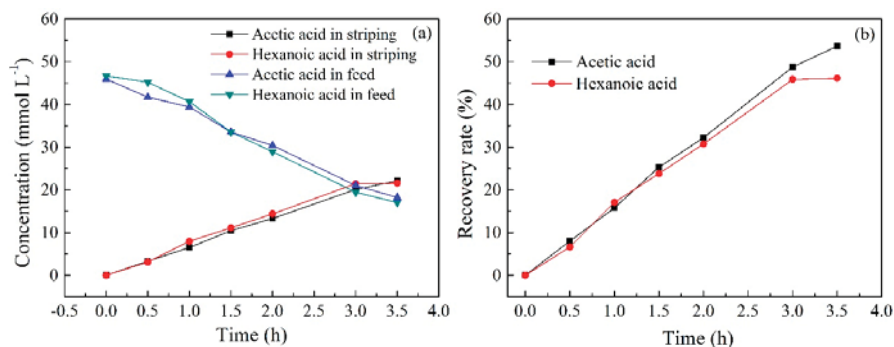 (a)
Acetic acid in striping
Hexanoic acid in striping
Acetic acid in feed
Hexanoic acid in feed
Concentration (mmol L⁻¹)
60
50
40
30
20
10
0
-0.5 0.0 0.5 1.0 1.5 2.0 2.5 3.0 3.5 4.0
Time (h)
(b)
Acetic acid
Hexanoic acid
Recovery rate (%)
60
50
40
30
20
10
0
0.0 0.5 1.0 1.5 2.0 2.5 3.0 3.5 4.0
Time (h)